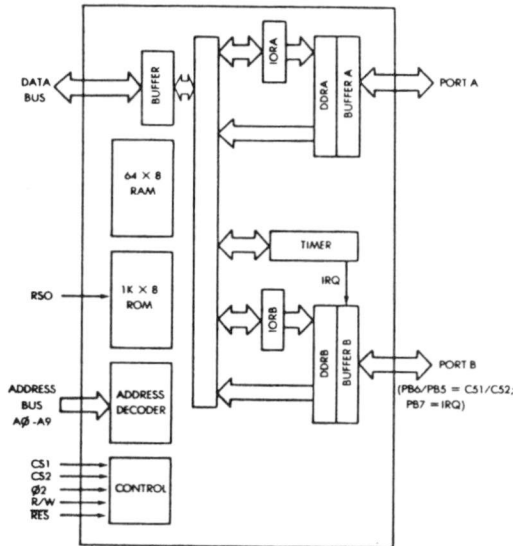 DATA
BUS
BUFFER
IORA
DDRA
BUFFER A
PORT A
64 × 8
RAM
TIMER
IRQ
RSO
1K × 8
ROM
IORB
DDRB
BUFFER B
PORT B
(PB6/PB5 = C51/C52;
PB7 = IRQ)
ADDRESS
BUS
AØ-A9
ADDRESS
DECODER
CS1
CS2
Ø2
R/W
RES
CONTROL